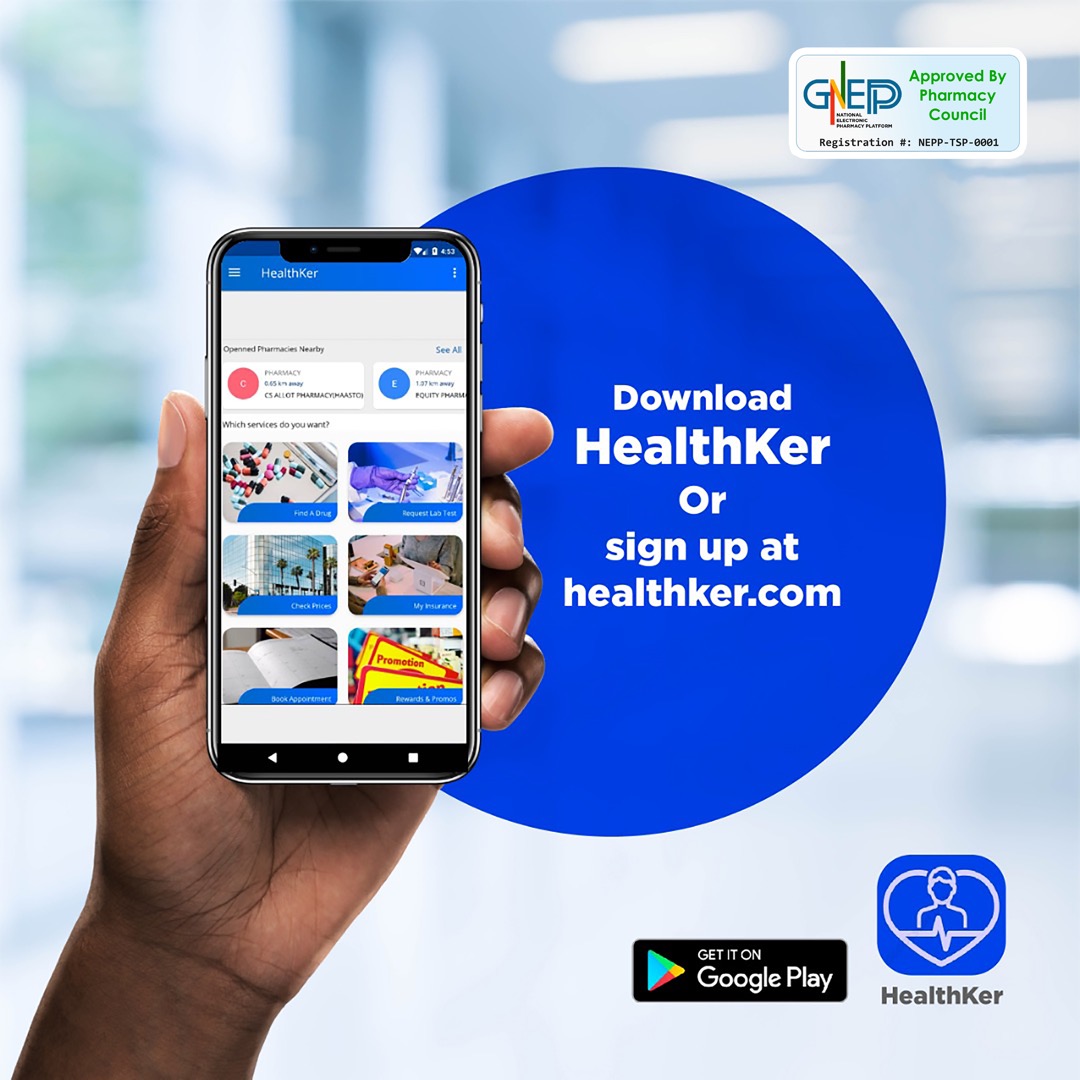 GNEPP
NATIONAL
ELECTRONIC
PHARMACY PLATFORM
Approved By
Pharmacy
Council
Registration #: NEPP-TSP-0001
4:53
HealthKer
Openned Pharmacies Nearby
See All
C
PHARMACY
0.65 km away
CS ALLOT PHARMACY(HAASTO)
E
PHARMACY
1.37 km away
EQUITY PHARMA
Which services do you want?
Find A Drug
Request Lab Test
Check Prices
My Insurance
Book Appointment
Promotion
Rewards & Promos
Download
HealthKer
Or
sign up at
healthker.com
GET IT ON
Google Play
HealthKer